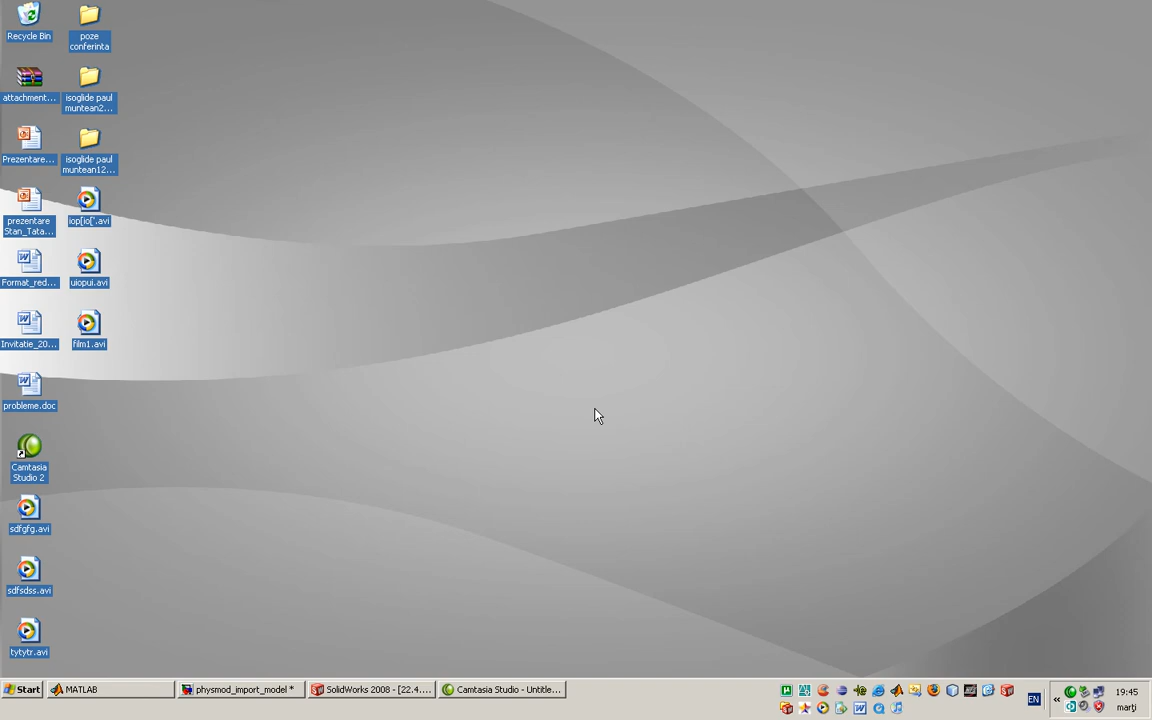 Recycle Bin
poze
conferinta
attachment...
isoglide paul
muntean2...
Prezentare...
isoglide paul
muntean12...
prezentare
Stan_Tata...
iop[io['.avi
Format_red...
uiopui.avi
Invitatie_20...
film1.avi
probleme.doc
Camtasia
Studio 2
sdfgfg.avi
sdfsdss.avi
tytytr.avi
Start
MATLAB
physmod_import_model *
SolidWorks 2008 - [22.4....
Camtasia Studio - Untitle...
EN
19:45
marţi